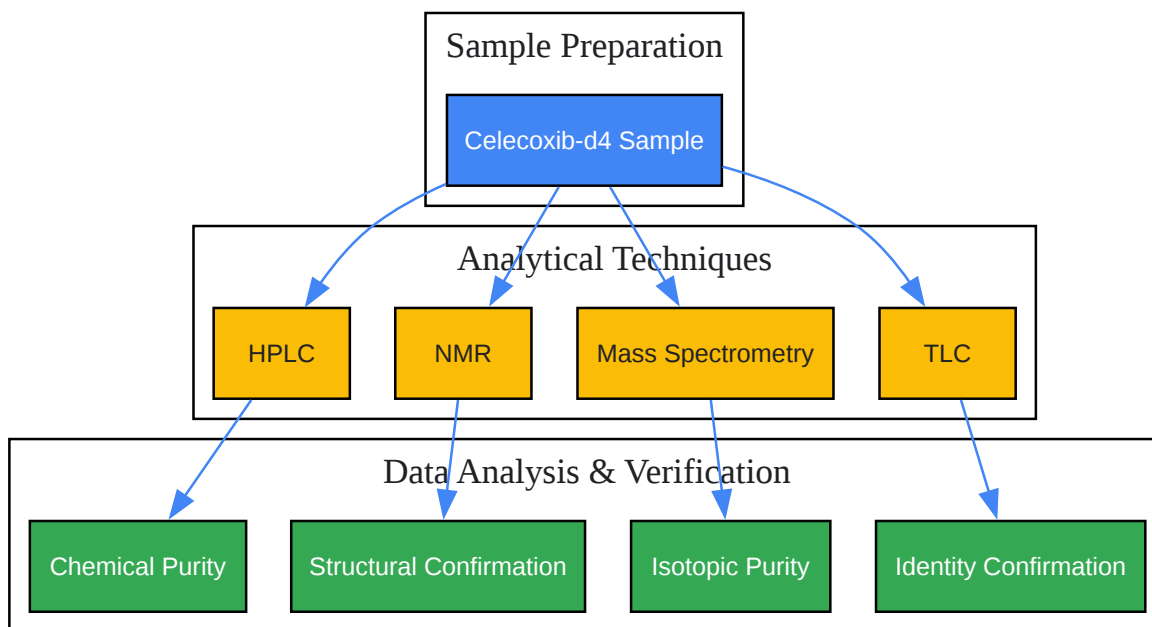 Sample Preparation
Celecoxib-d4 Sample
Analytical Techniques
HPLC
NMR
Mass Spectrometry
TLC
Data Analysis & Verification
Chemical Purity
Structural Confirmation
Isotopic Purity
Identity Confirmation